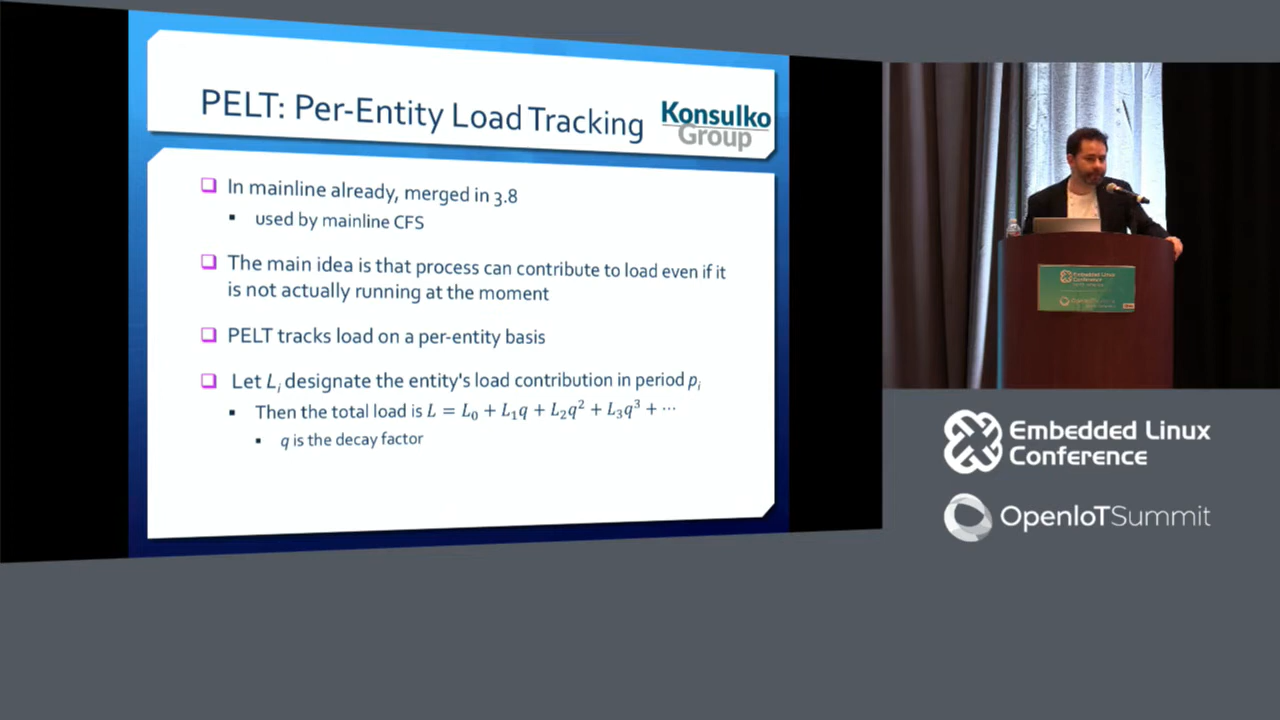 PELT: Per-Entity Load Tracking
Konsulko
Group
In mainline already, merged in 3.8
used by mainline CFS
The main idea is that process can contribute to load even if it
is not actually running at the moment
PELT tracks load on a per-entity basis
Let Lᵢ designate the entity's load contribution in period pᵢ
Then the total load is L = L₀ + L₁q + L₂q² + L₃q³ + ⋯
q is the decay factor
Embedded Linux
Conference
Embedded Linux
Conference
OpenIoTSummit